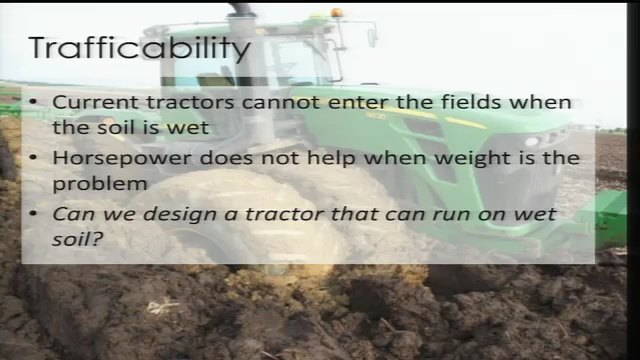 Trafficability
• Current tractors cannot enter the fields when
the soil is wet
• Horsepower does not help when weight is the
problem
• Can we design a tractor that can run on wet
soil?